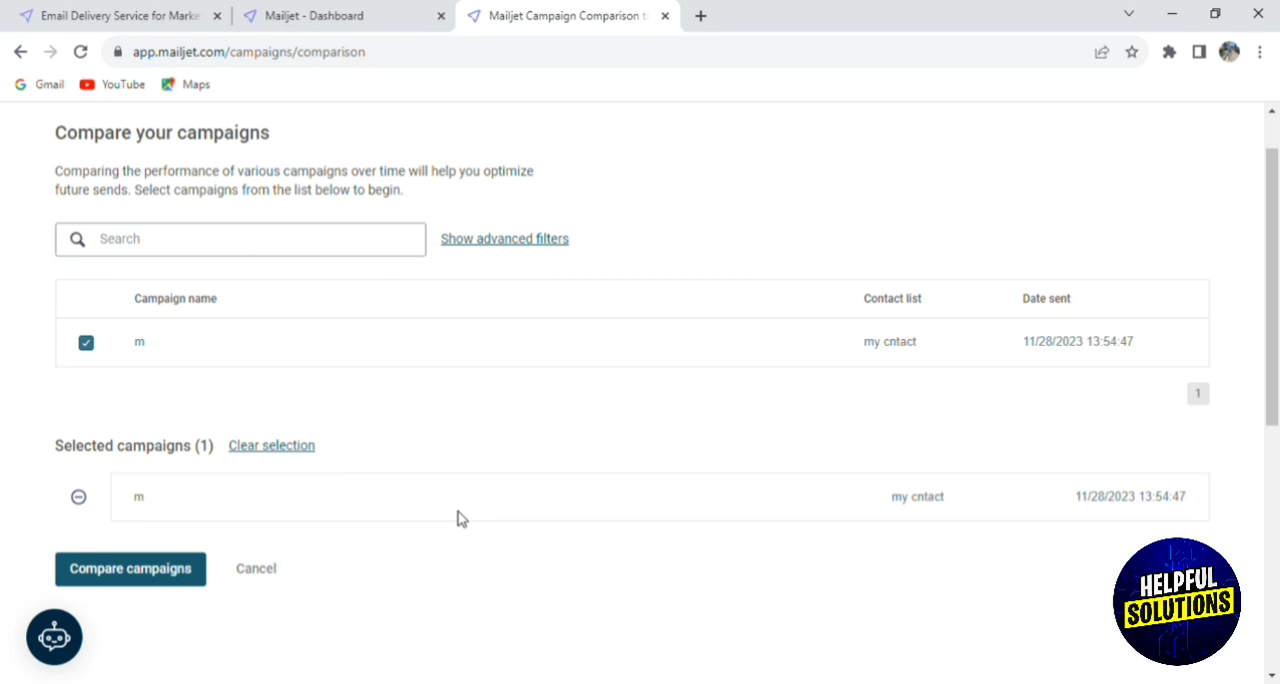 Email Delivery Service for Marke
Mailjet - Dashboard
Mailjet Campaign Comparison t
app.mailjet.com/campaigns/comparison
Gmail
YouTube
Maps
Compare your campaigns
Comparing the performance of various campaigns over time will help you optimize
future sends. Select campaigns from the list below to begin.
Search
Show advanced filters
Campaign name
Contact list
Date sent
m
my cntact
11/28/2023 13:54:47
1
Selected campaigns (1)
Clear selection
m
my cntact
11/28/2023 13:54:47
Compare campaigns
Cancel
HELPFUL
SOLUTIONS